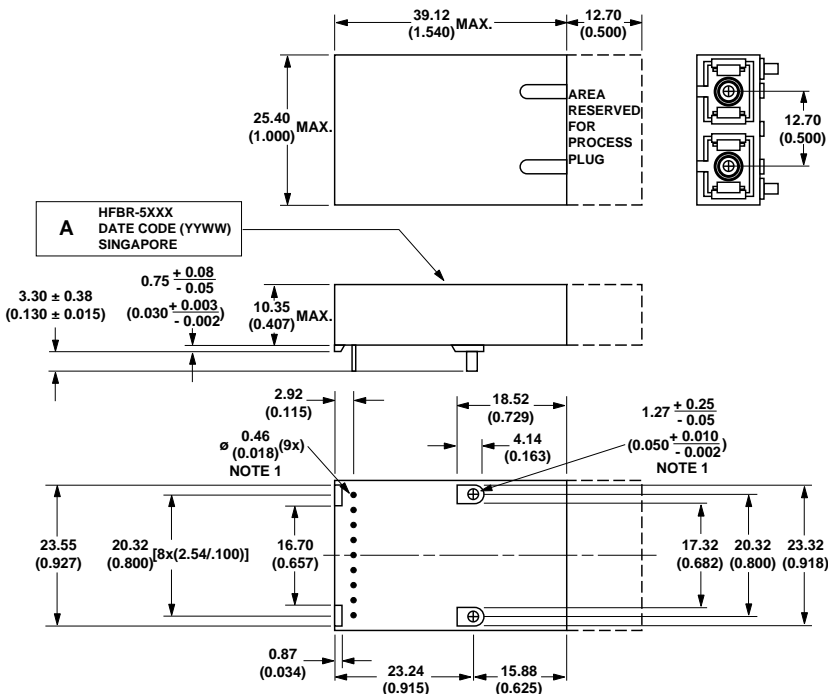 39.12
(1.540)
MAX.
12.70
(0.500)
25.40
(1.000)
MAX.
AREA
RESERVED
FOR
PROCESS
PLUG
12.70
(0.500)
A
HFBR-5XXX
DATE CODE (YYWW)
SINGAPORE
3.30 ± 0.38
(0.130 ± 0.015)
0.75 + 0.08
- 0.05
(0.030 + 0.003
- 0.002)
10.35
(0.407)
MAX.
2.92
(0.115)
18.52
(0.729)
4.14
(0.163)
1.27 + 0.25
- 0.05
(0.050 + 0.010
- 0.002)
NOTE 1
ø 0.46
(0.018) (9x)
NOTE 1
23.55
(0.927)
20.32
(0.800)
[8x(2.54/.100)]
16.70
(0.657)
17.32
(0.682)
20.32
(0.800)
23.32
(0.918)
0.87
(0.034)
23.24
(0.915)
15.88
(0.625)